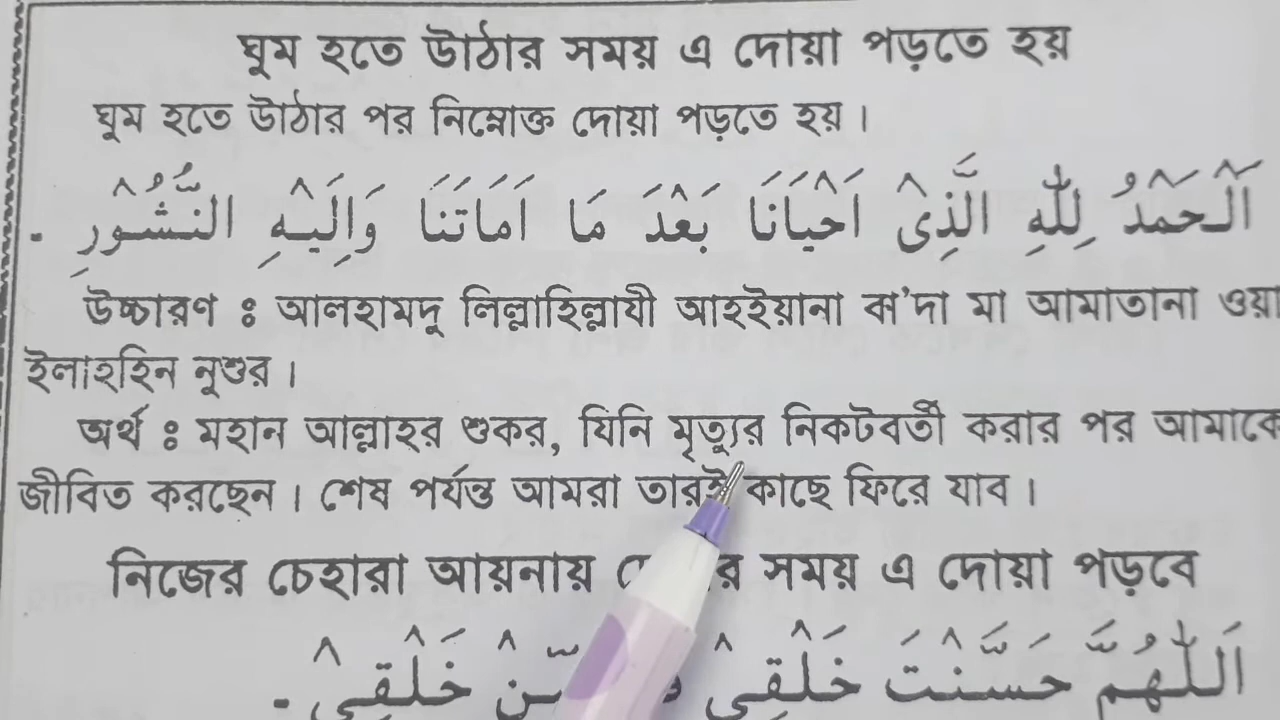 ঘুম হতে উঠার সময় এ দোয়া পড়তে হয়
ঘুম হতে উঠার পর নিম্নোক্ত দোয়া পড়তে হয়।
اَلْحَمْدُ لِلّٰهِ الَّذِىْ اَحْيَانَا بَعْدَ مَا اَمَاتَنَا وَاِلَيْهِ النُّشُوْرِ .
উচ্চারণ ঃ আলহামদু লিল্লাহিল্লাযী আহইয়ানা বা’দা মা আমাতানা ওয়া
ইলাহহিন নুশুর।
অর্থ ঃ মহান আল্লাহর শুকর, যিনি মৃত্যুর নিকটবর্তী করার পর আমাকে
জীবিত করছেন। শেষ পর্যন্ত আমরা তারই কাছে ফিরে যাব।
নিজের চেহারা আয়নায় সময় এ দোয়া পড়বে
اَللّٰهُمَّ حَسَّنْتَ خَلْقِىْ خَلْقِىْ .